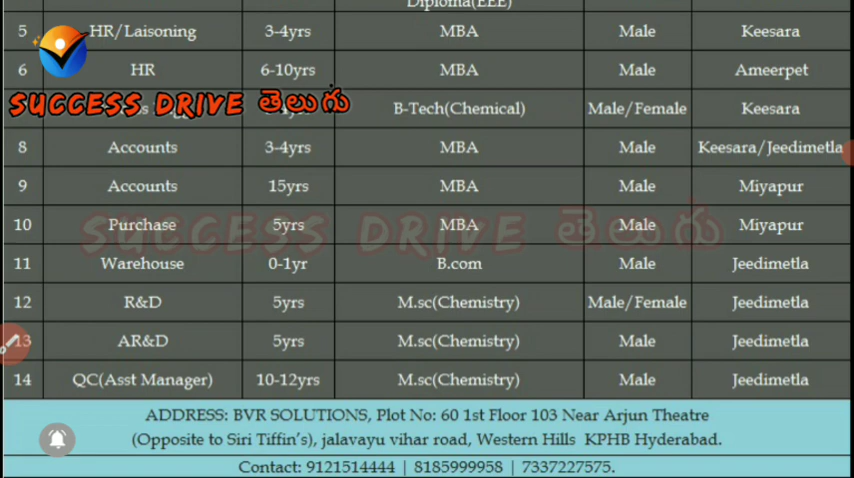 Diploma(EEE)
5 HR/Laisoning 3-4yrs MBA Male Keesara
6 HR 6-10yrs MBA Male Ameerpet
SUCCESS DRIVE తెలుగు
B-Tech(Chemical) Male/Female Keesara
8 Accounts 3-4yrs MBA Male Keesara/Jeedimetla
9 Accounts 15yrs MBA Male Miyapur
10 Purchase 5yrs MBA Male Miyapur
SUCCESS DRIVE తెలుగు
11 Warehouse 0-1yr B.com Male Jeedimetla
12 R&D 5yrs M.sc(Chemistry) Male/Female Jeedimetla
13 AR&D 5yrs M.sc(Chemistry) Male Jeedimetla
14 QC(Asst Manager) 10-12yrs M.sc(Chemistry) Male Jeedimetla
ADDRESS: BVR SOLUTIONS, Plot No: 60 1st Floor 103 Near Arjun Theatre
(Opposite to Siri Tiffin's), jalavayu vihar road, Western Hills KPHB Hyderabad.
Contact: 9121514444 | 8185999958 | 7337227575.